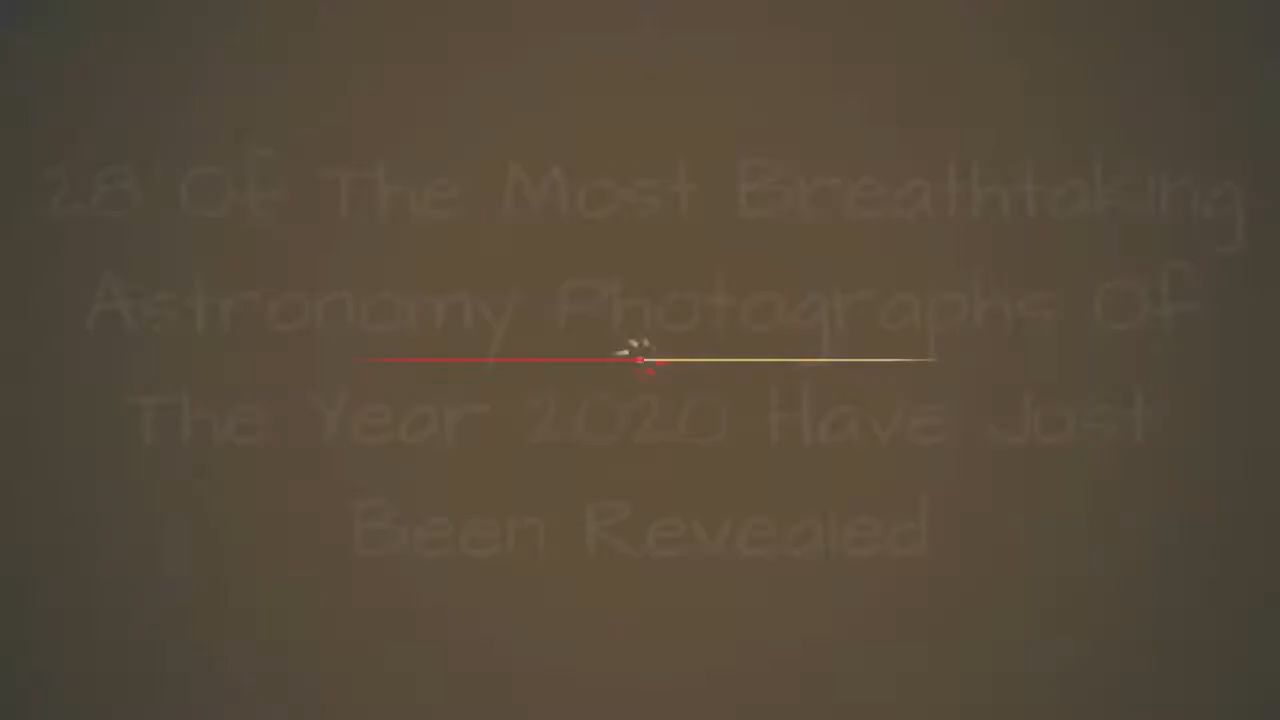 28 Of The Most Breathtaking
Astronomy Photographs Of
The Year 2020 Have Just
Been Revealed